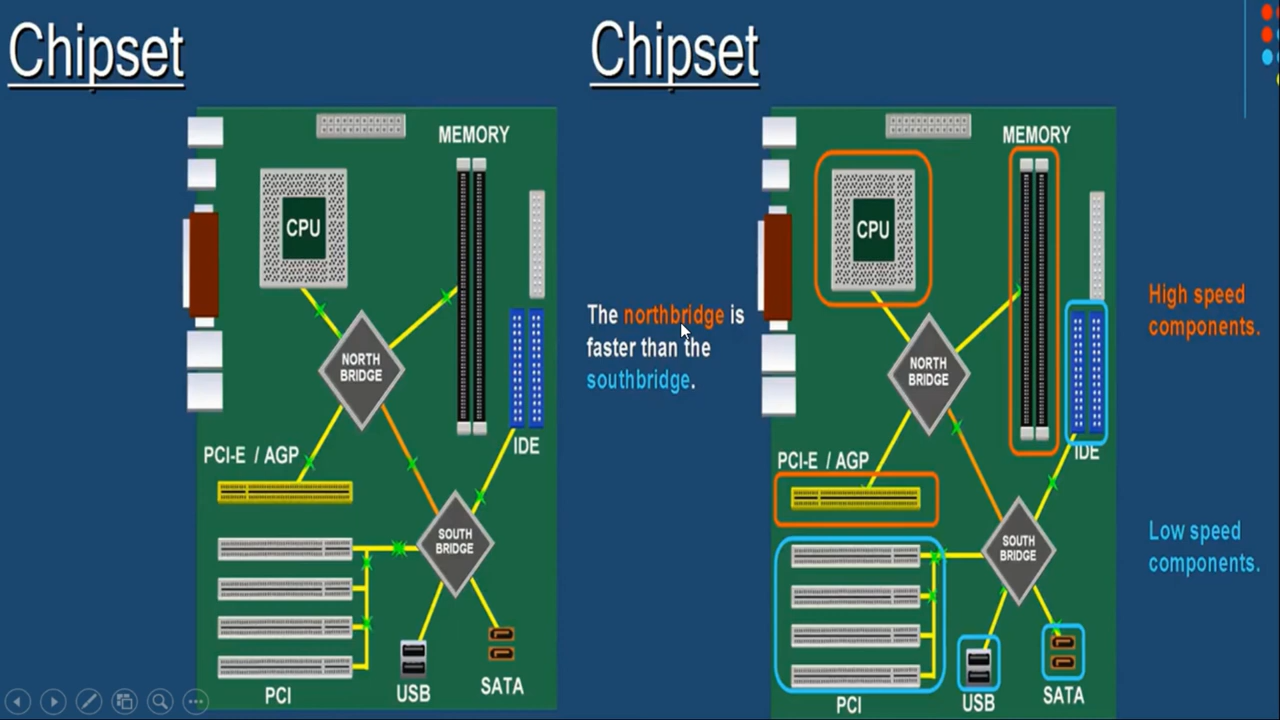 Chipset
MEMORY
CPU
NORTH
BRIDGE
IDE
PCI-E / AGP
SOUTH
BRIDGE
PCI
USB
SATA
Chipset
The northbridge is
faster than the
southbridge.
MEMORY
CPU
NORTH
BRIDGE
IDE
PCI-E / AGP
SOUTH
BRIDGE
PCI
USB
SATA
High speed
components.
Low speed
components.